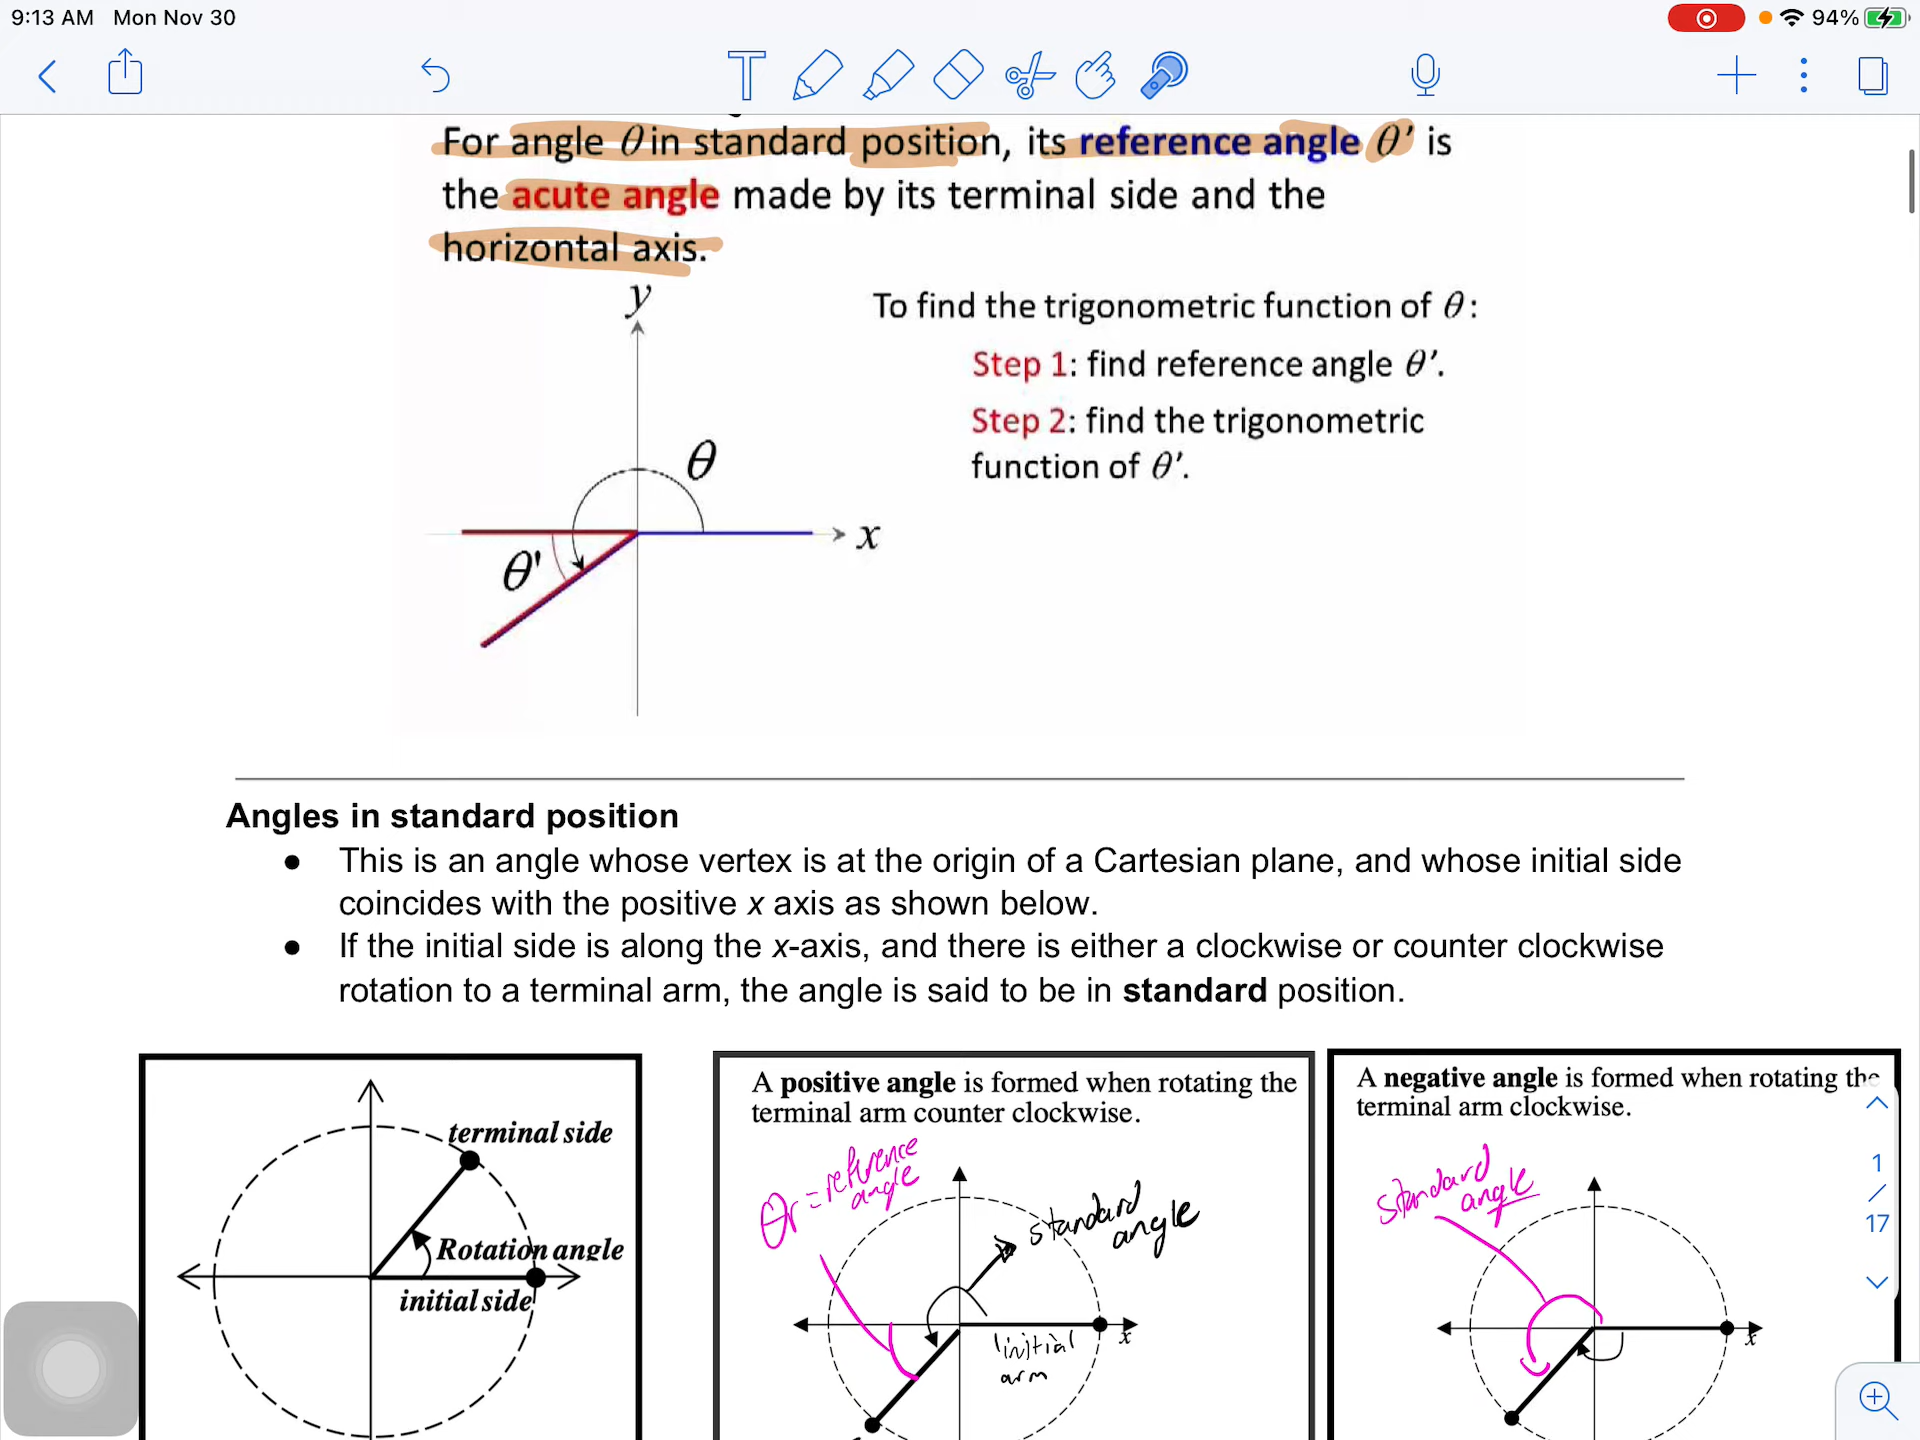 9:13 AM Mon Nov 30
94%
For angle θ in standard position, its reference angle θ' is
the acute angle made by its terminal side and the
horizontal axis.
y
To find the trigonometric function of θ:
Step 1: find reference angle θ'.
Step 2: find the trigonometric
function of θ'.
θ
x
θ'
Angles in standard position
● This is an angle whose vertex is at the origin of a Cartesian plane, and whose initial side
coincides with the positive x axis as shown below.
● If the initial side is along the x-axis, and there is either a clockwise or counter clockwise
rotation to a terminal arm, the angle is said to be in standard position.
terminal side
Rotation angle
initial side
A positive angle is formed when rotating the
terminal arm counter clockwise.
θr = reference
angle
standard
angle
initial
arm
x
A negative angle is formed when rotating the
terminal arm clockwise.
standard
angle
x
1
/
17